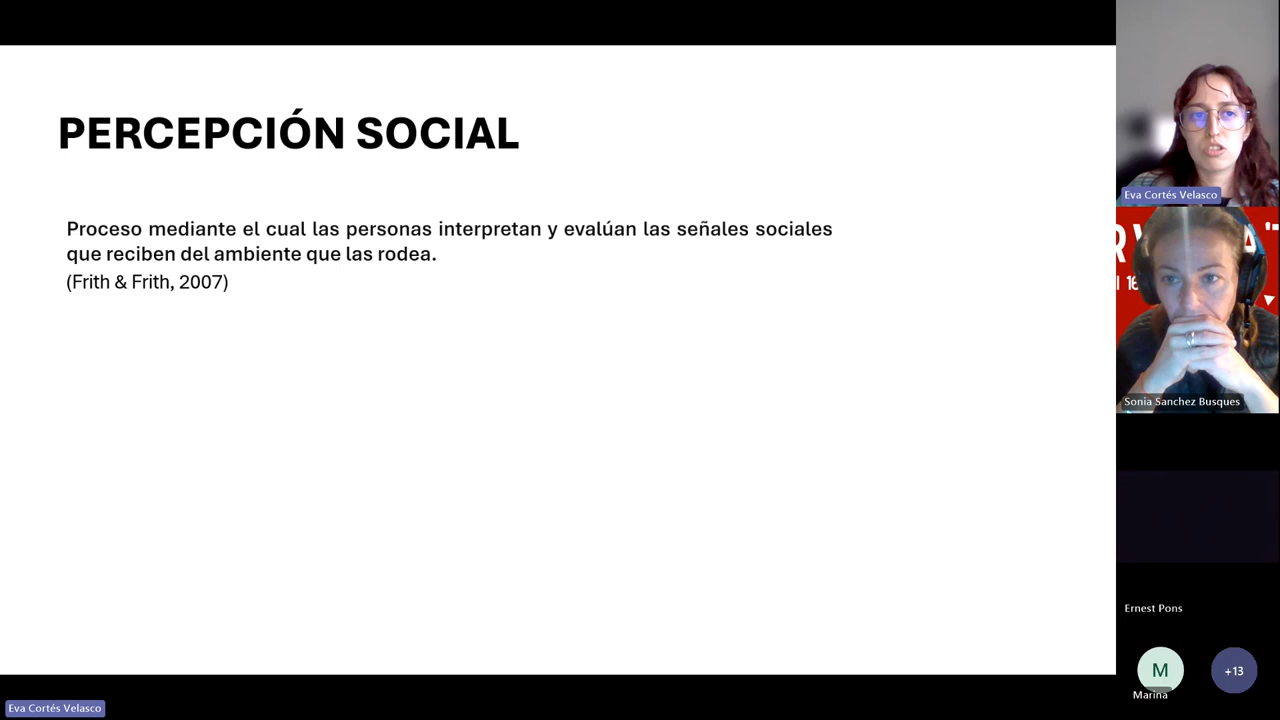 PERCEPCIÓN SOCIAL
Proceso mediante el cual las personas interpretan y evalúan las señales sociales
que reciben del ambiente que las rodea.
(Frith & Frith, 2007)
Eva Cortés Velasco
Sonia Sanchez Busques
Ernest Pons
M
Marina
+13
Eva Cortés Velasco